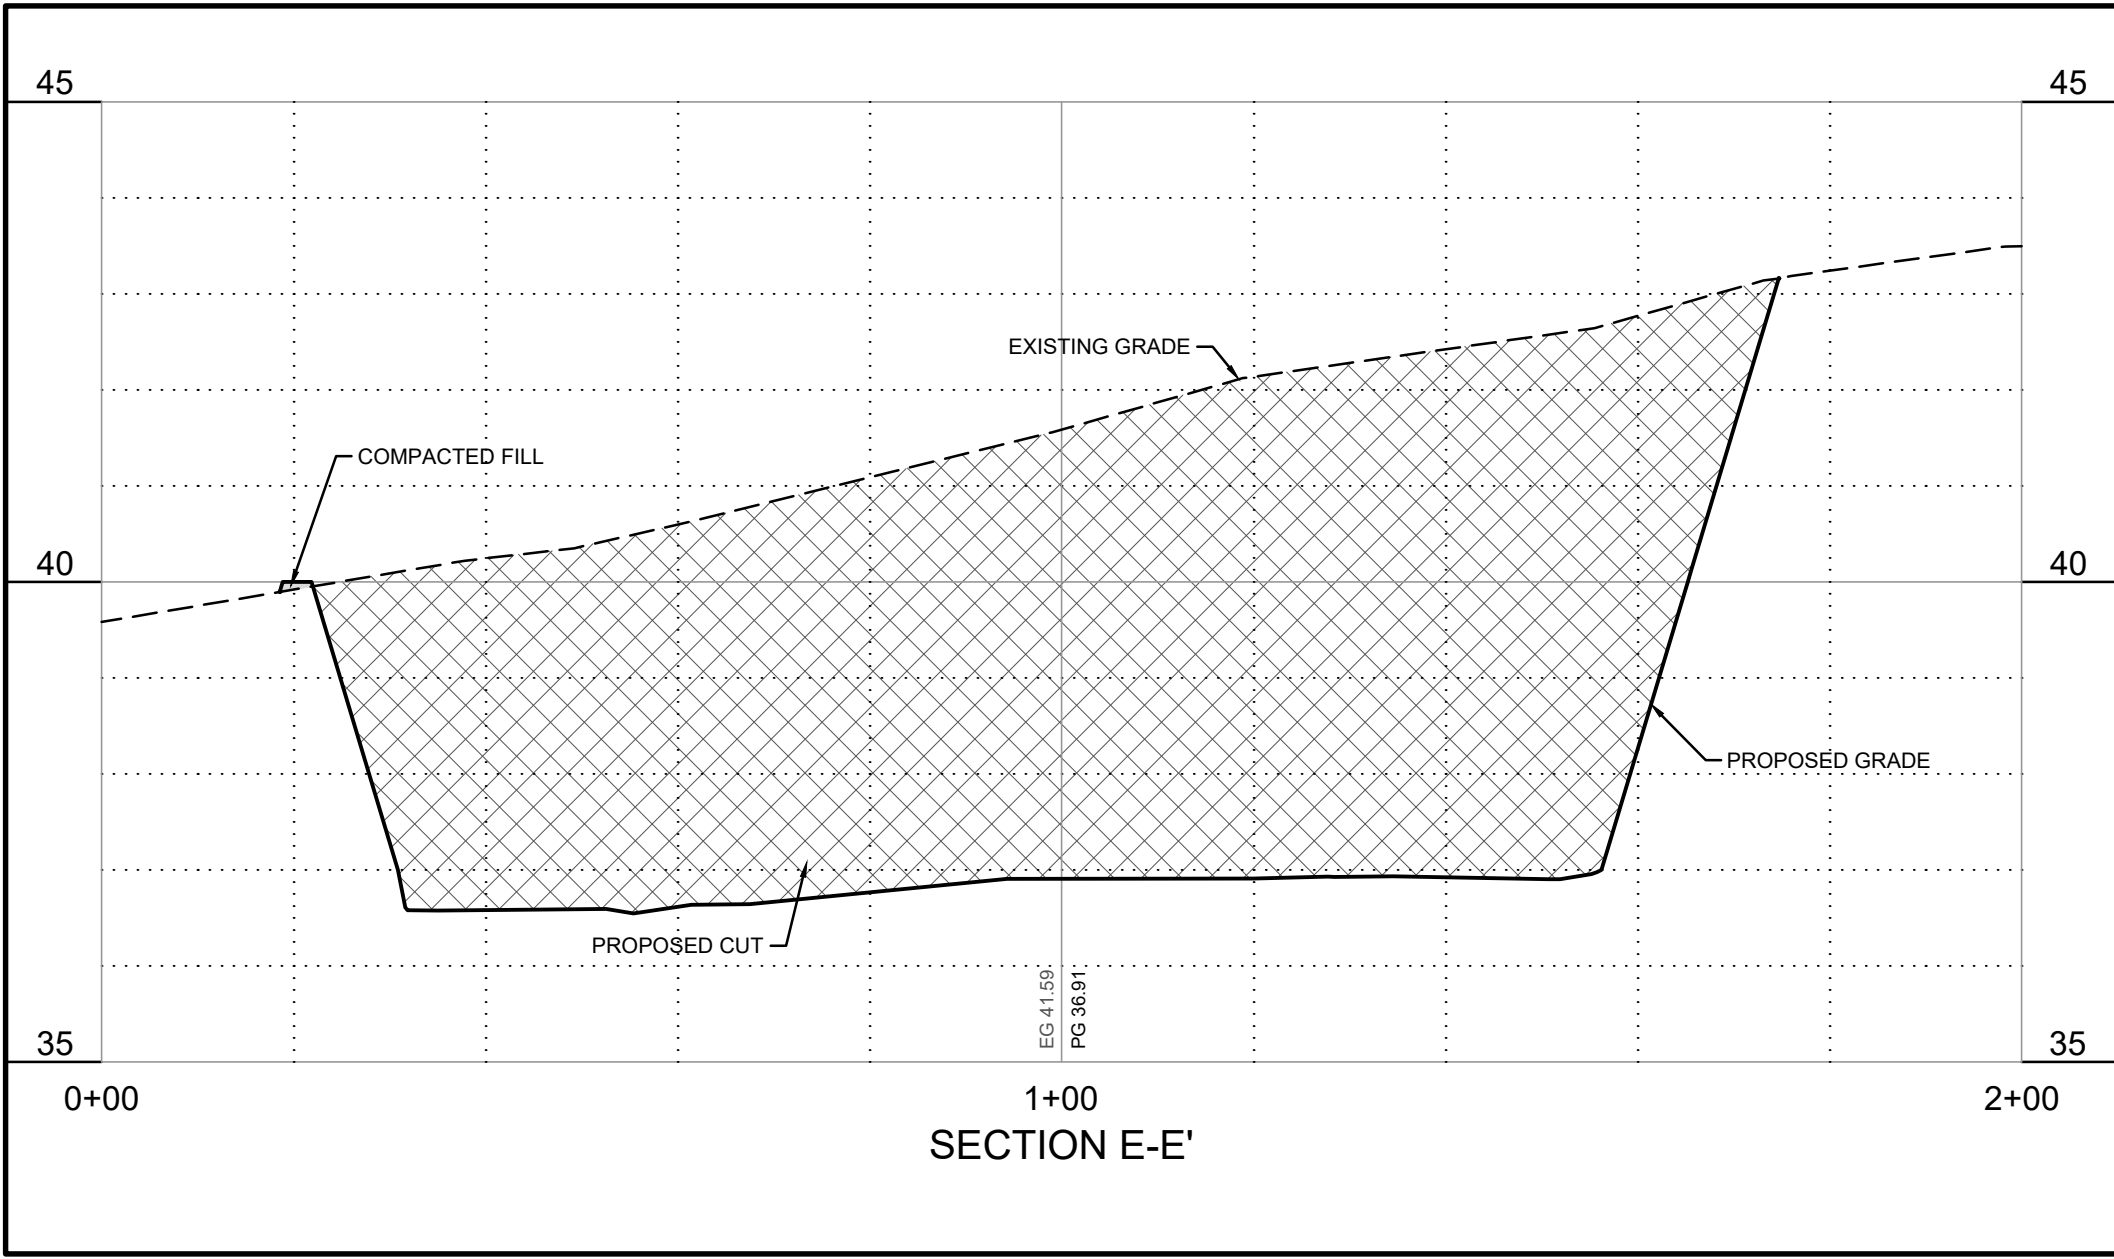 45
45
EXISTING GRADE
COMPACTED FILL
40
40
PROPOSED GRADE
PROPOSED CUT
EG 41.59
PG 36.91
35
35
0+00
1+00
2+00
SECTION E-E'